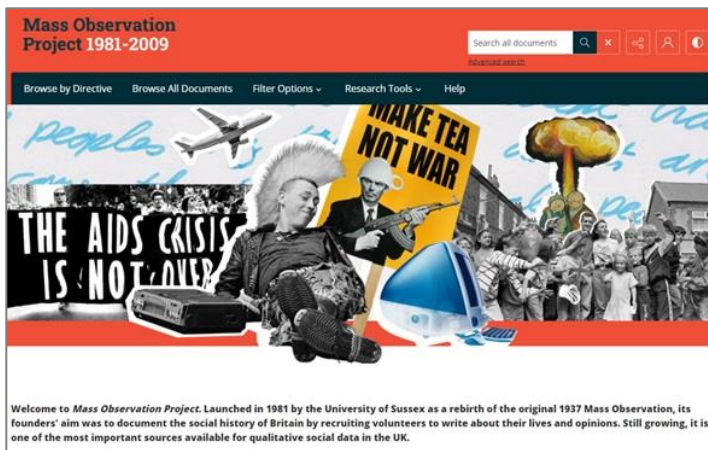 Mass Observation
Project 1981-2009
Search all documents
Advanced search
Browse by Directive Browse All Documents Filter Options Research Tools Help
peoples
MAKE TEA
NOT WAR
THE AIDS CRISIS
IS NOT OVER
Welcome to Mass Observation Project. Launched in 1981 by the University of Sussex as a rebirth of the original 1937 Mass Observation, its
founders' aim was to document the social history of Britain by recruiting volunteers to write about their lives and opinions. Still growing, it is
one of the most important sources available for qualitative social data in the UK.